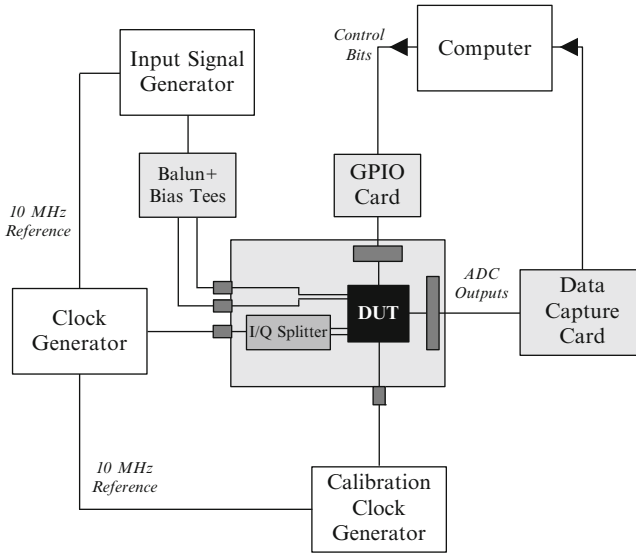 Control
Bits
Computer
Input Signal
Generator
Balun+
Bias Tees
GPIO
Card
10 MHz
Reference
ADC
Outputs
Data
Capture
Card
Clock
Generator
I/Q Splitter
DUT
10 MHz
Reference
Calibration
Clock
Generator